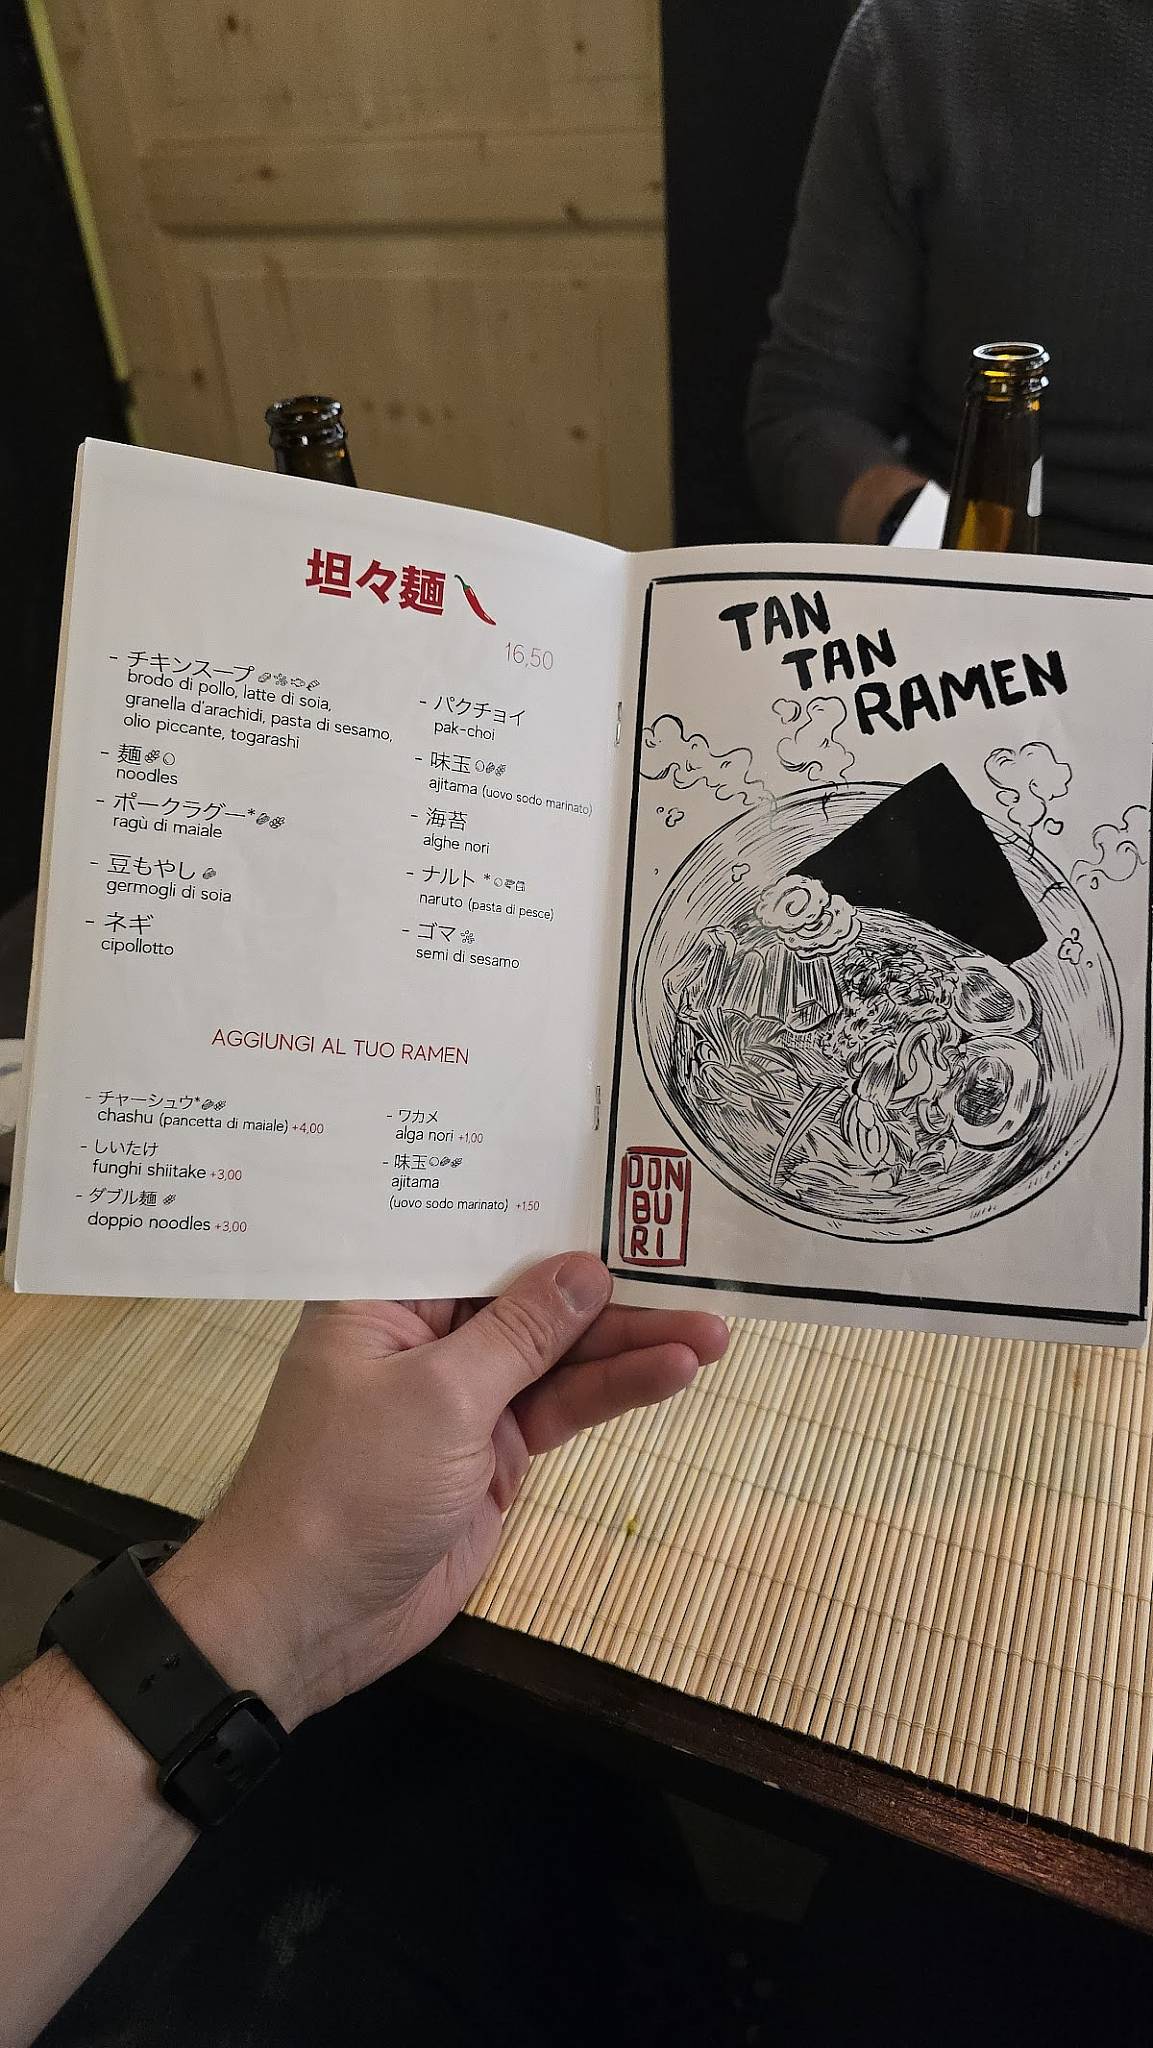 坦々麺
16,50
- チキンスープ
brodo di pollo, latte di soia,
granella d'arachidi, pasta di sesamo,
olio piccante, togarashi
- 麺
noodles
- ポークラグー*
ragù di maiale
- 豆もやし
germogli di soia
- ネギ
cipollotto
- パクチョイ
pak-choi
- 味玉
ajitama (uovo sodo marinato)
- 海苔
alghe nori
- ナルト *
naruto (pasta di pesce)
- ゴマ
semi di sesamo
AGGIUNGI AL TUO RAMEN
- チャーシュウ*
chashu (pancetta di maiale) +4,00
- しいたけ
funghi shiitake +3,00
- ダブル麺
doppio noodles +3,00
- ワカメ
alga nori +1,00
- 味玉
ajitama
(uovo sodo marinato) +1,50
TAN
TAN
RAMEN
DON
BU
RI